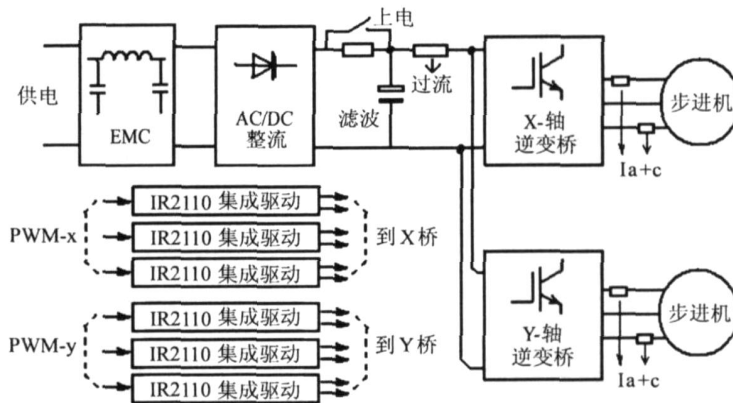 上电
供电
EMC
AC/DC
整流
滤波
过流
X-轴
逆变桥
步进机
Ia+c
PWM-x
IR2110 集成驱动
IR2110 集成驱动
IR2110 集成驱动
到 X 桥
PWM-y
IR2110 集成驱动
IR2110 集成驱动
IR2110 集成驱动
到 Y 桥
Y-轴
逆变桥
步进机
Ia+c